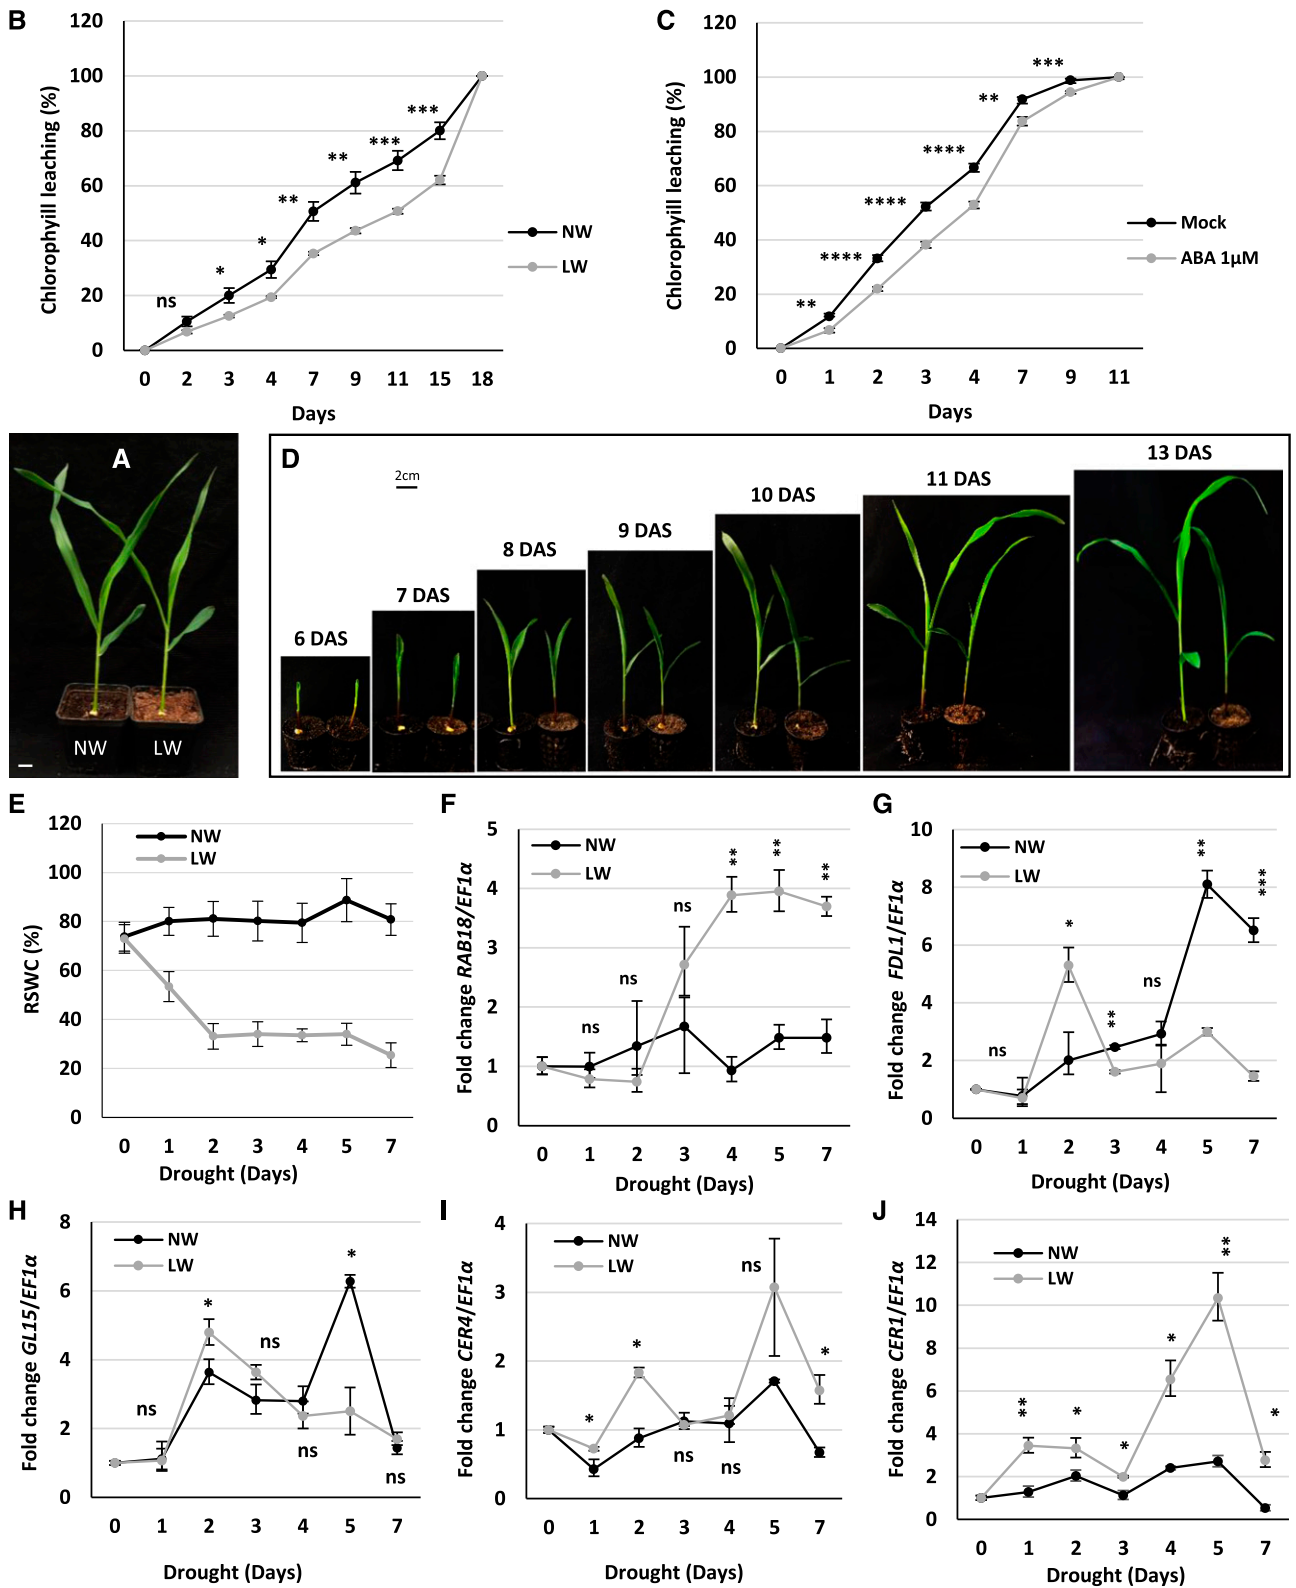 B
Chlorophyill leaching (%)
120
100
80
60
40
20
0
ns
*
*
**
**
***
***
NW
LW
0 2 3 4 7 9 11 15 18
Days
C
Chlorophyill leaching (%)
120
100
80
60
40
20
0
**
****
****
****
**
***
Mock
ABA 1µM
0 1 2 3 4 7 9 11
Days
A
NW LW
D
2cm
6 DAS
7 DAS
8 DAS
9 DAS
10 DAS
11 DAS
13 DAS
E
RSWC (%)
120
100
80
60
40
20
0
NW
LW
0 1 2 3 4 5 7
Drought (Days)
F
Fold change RAB18/EF1α
5
4
3
2
1
0
NW
LW
ns
ns
ns
**
**
**
0 1 2 3 4 5 7
Drought (Days)
G
Fold change FDL1/EF1α
10
8
6
4
2
0
NW
LW
ns
*
**
ns
**
***
0 1 2 3 4 5 7
Drought (Days)
H
Fold change GL15/EF1α
8
6
4
2
0
NW
LW
ns
*
ns
ns
*
ns
0 1 2 3 4 5 7
Drought (Days)
I
Fold change CER4/EF1α
4
3
2
1
0
NW
LW
*
*
ns
ns
ns
*
0 1 2 3 4 5 7
Drought (Days)
J
Fold change CER1/EF1α
14
12
10
8
6
4
2
0
NW
LW
**
*
*
*
**
*
0 1 2 3 4 5 7
Drought (Days)